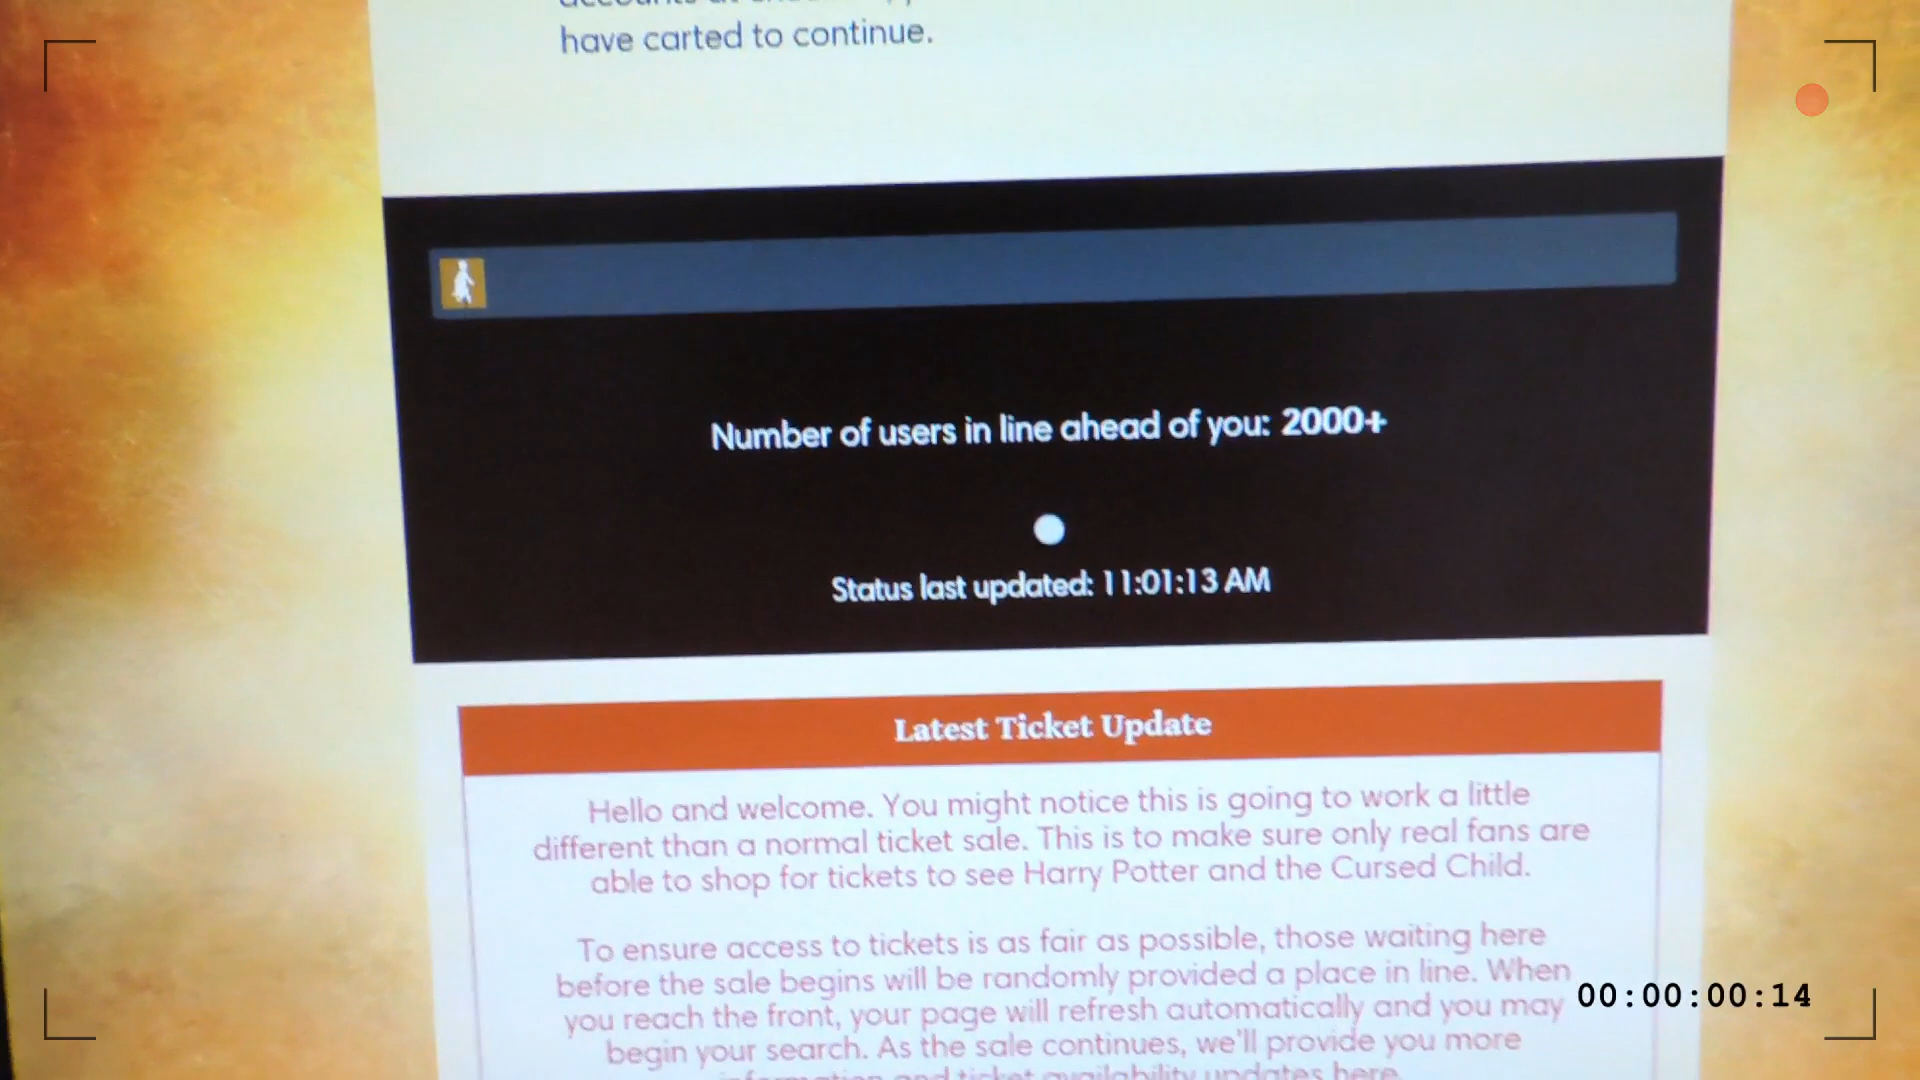 have carted to continue.
Number of users in line ahead of you: 2000+
Status last updated: 11:01:13 AM
Latest Ticket Update
Hello and welcome. You might notice this is going to work a little
different than a normal ticket sale. This is to make sure only real fans are
able to shop for tickets to see Harry Potter and the Cursed Child.
To ensure access to tickets is as fair as possible, those waiting here
before the sale begins will be randomly provided a place in line. When
you reach the front, your page will refresh automatically and you may
begin your search. As the sale continues, we'll provide you more
information and ticket availability updates here.
00:00:00:14